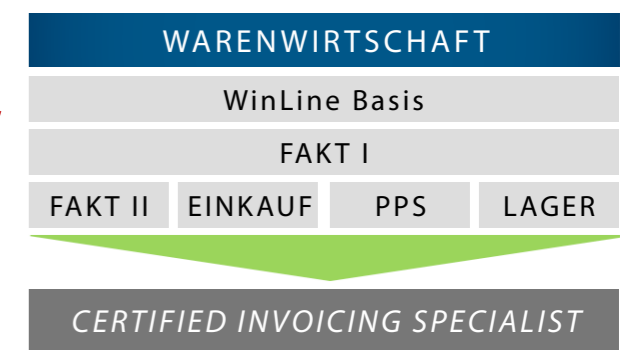 WARENWIRTSCHAFT
WinLine Basis
FAKT I
FAKT II EINKAUF PPS LAGER
CERTIFIED INVOICING SPECIALIST